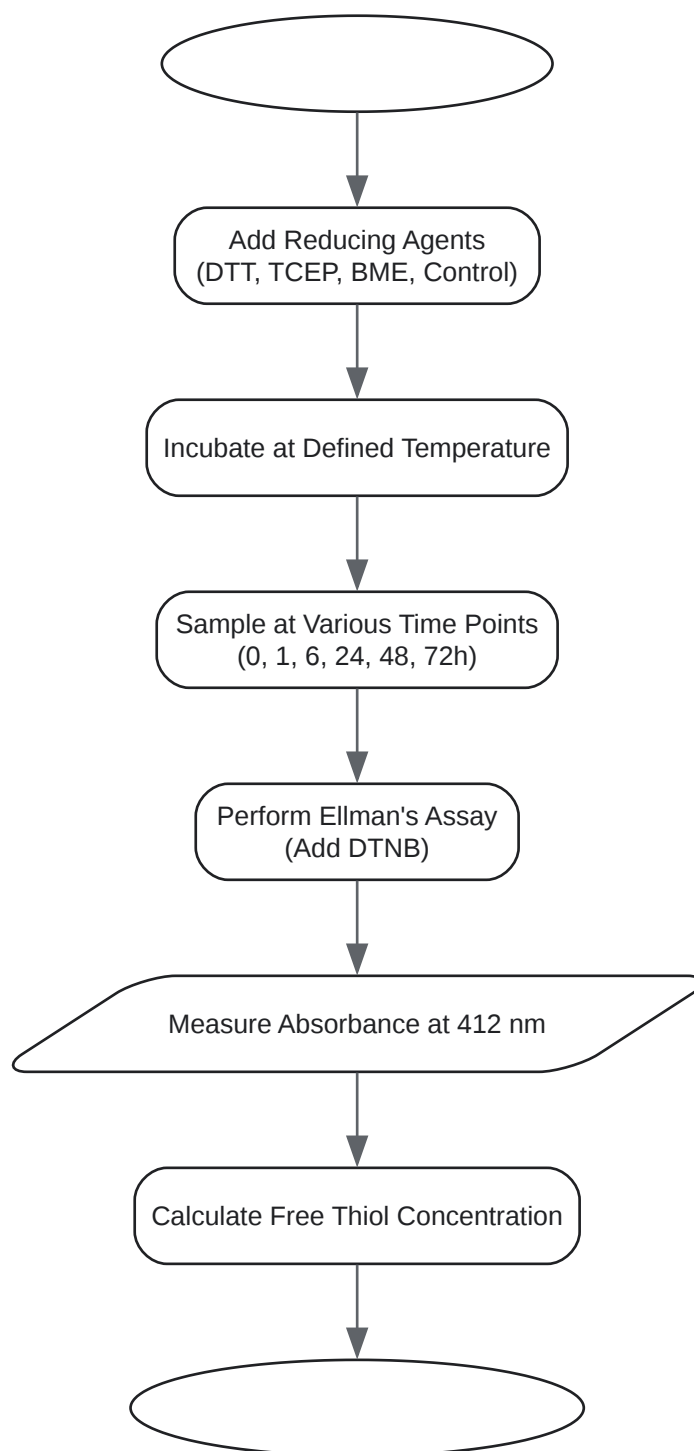 Add Reducing Agents
(DTT, TCEP, BME, Control)
Incubate at Defined Temperature
Sample at Various Time Points
(0, 1, 6, 24, 48, 72h)
Perform Ellman's Assay
(Add DTNB)
Measure Absorbance at 412 nm
Calculate Free Thiol Concentration